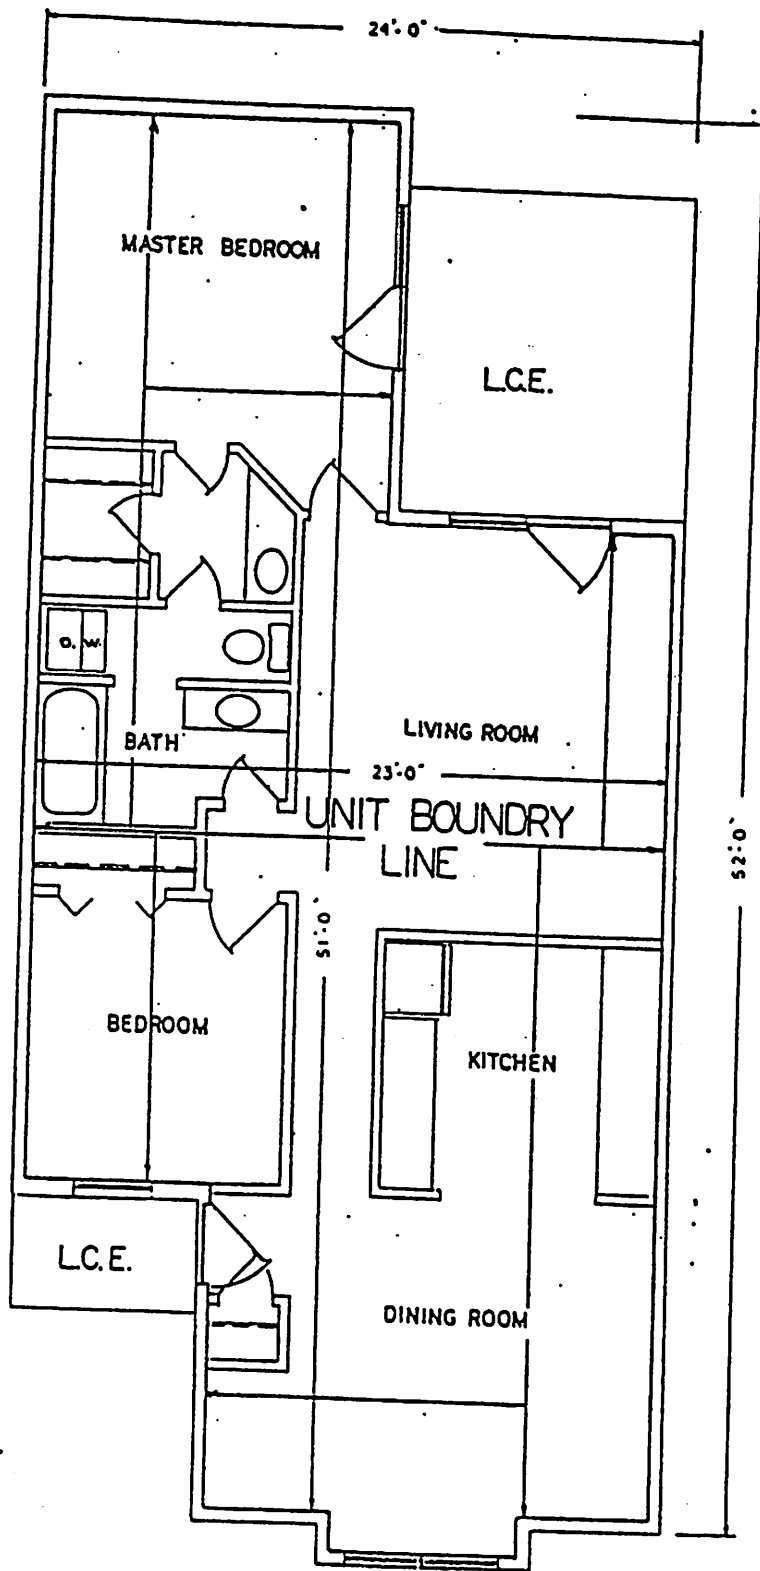 24'-0"
MASTER BEDROOM
L.C.E.
D. W.
BATH
LIVING ROOM
23'-0"
UNIT BOUNDRY
LINE
52'-0"
51'-0"
BEDROOM
KITCHEN
L.C.E.
DINING ROOM